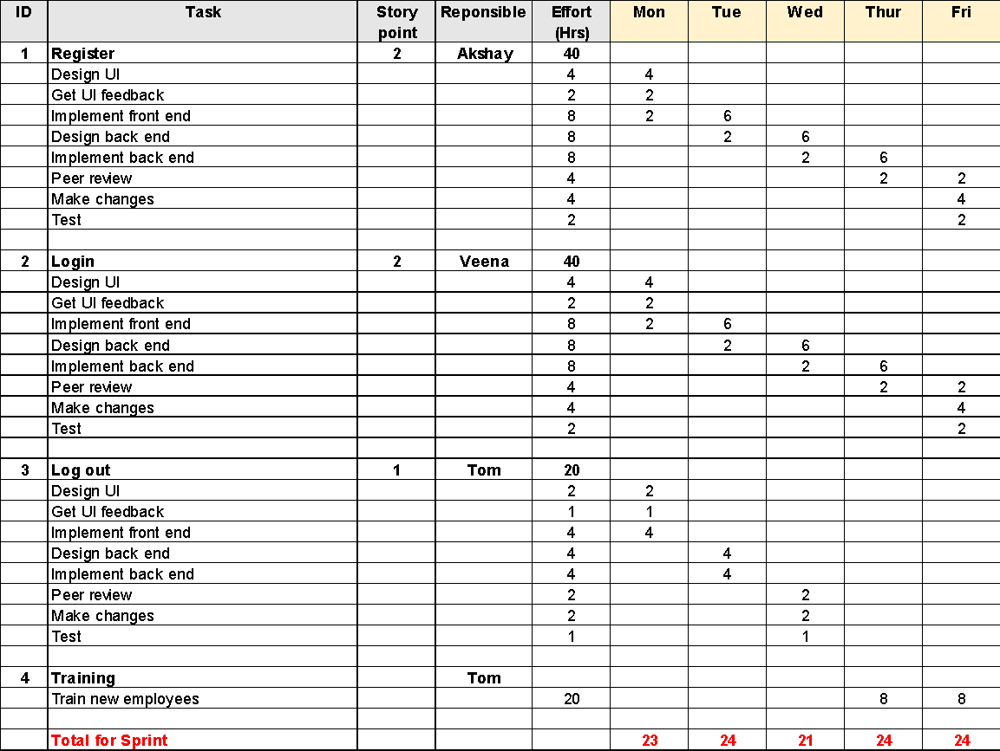 ID Task Story point Reponsible Effort (Hrs) Mon Tue Wed Thur Fri
1 Register 2 Akshay 40
Design UI 4 4
Get UI feedback 2 2
Implement front end 8 2 6
Design back end 8 2 6
Implement back end 8 2 6
Peer review 4 2 2
Make changes 4 4
Test 2 2
2 Login 2 Veena 40
Design UI 4 4
Get UI feedback 2 2
Implement front end 8 2 6
Design back end 8 2 6
Implement back end 8 2 6
Peer review 4 2 2
Make changes 4 4
Test 2 2
3 Log out 1 Tom 20
Design UI 2 2
Get UI feedback 1 1
Implement front end 4 4
Design back end 4 4
Implement back end 4 4
Peer review 2 2
Make changes 2 2
Test 1 1
4 Training Tom
Train new employees 20 8 8
Total for Sprint 23 24 21 24 24